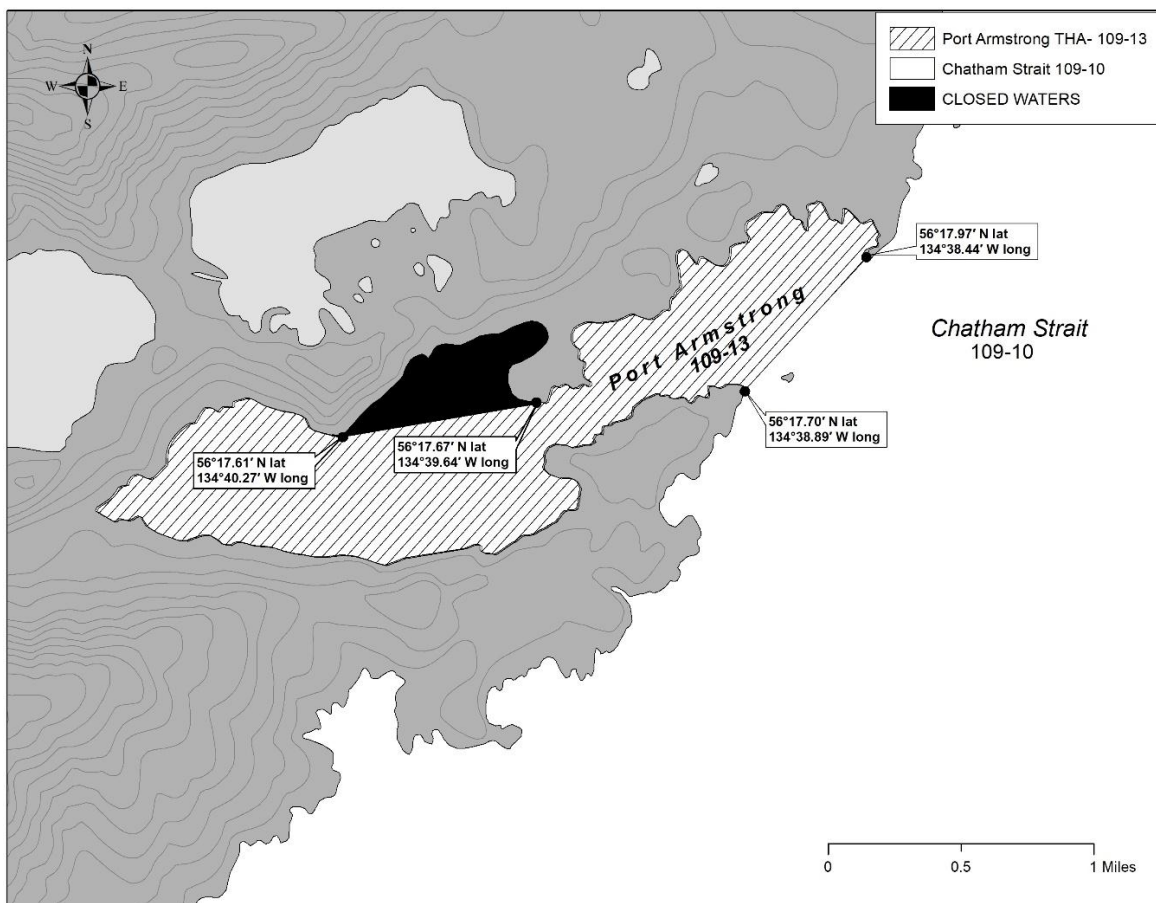 N
W E
S
Port Armstrong THA- 109-13
Chatham Strait 109-10
CLOSED WATERS
56°17.97' N lat
134°38.44' W long
Chatham Strait
109-10
Port Armstrong
109-13
56°17.70' N lat
134°38.89' W long
56°17.67' N lat
134°39.64' W long
56°17.61' N lat
134°40.27' W long
0 0.5 1 Miles